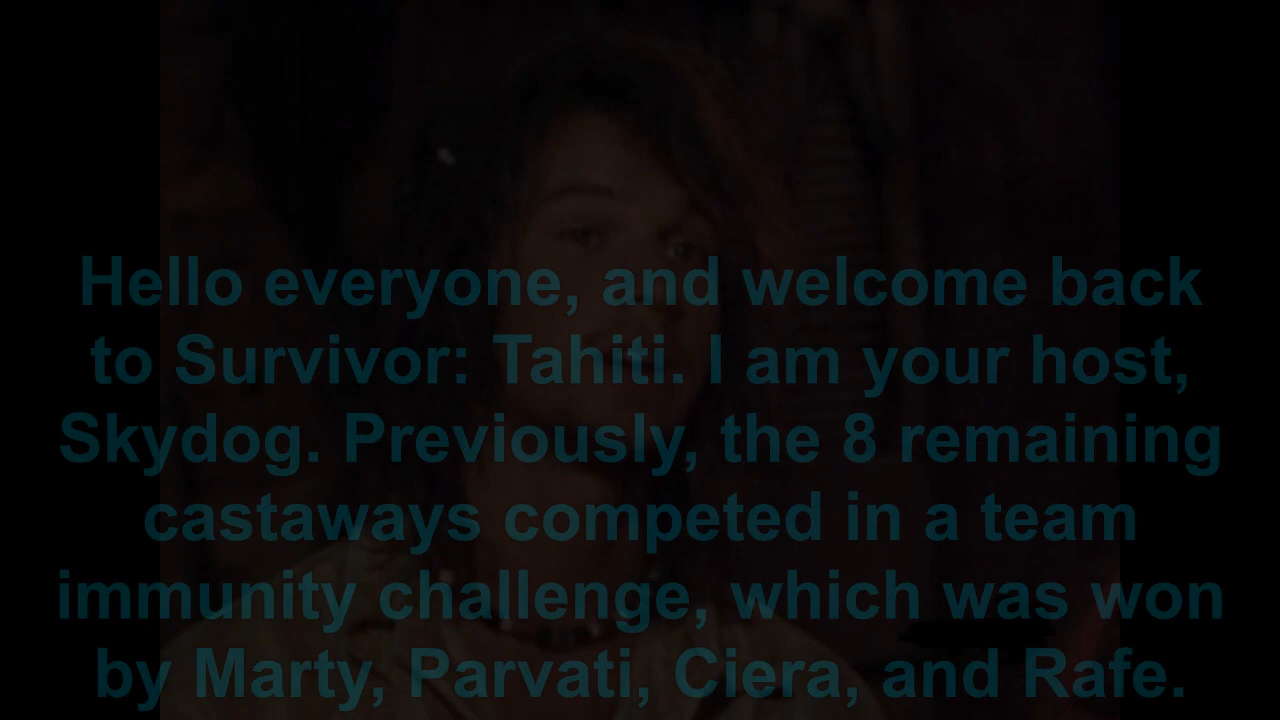 Hello everyone, and welcome back
to Survivor: Tahiti. I am your host,
Skydog. Previously, the 8 remaining
castaways competed in a team
immunity challenge, which was won
by Marty, Parvati, Ciera, and Rafe.